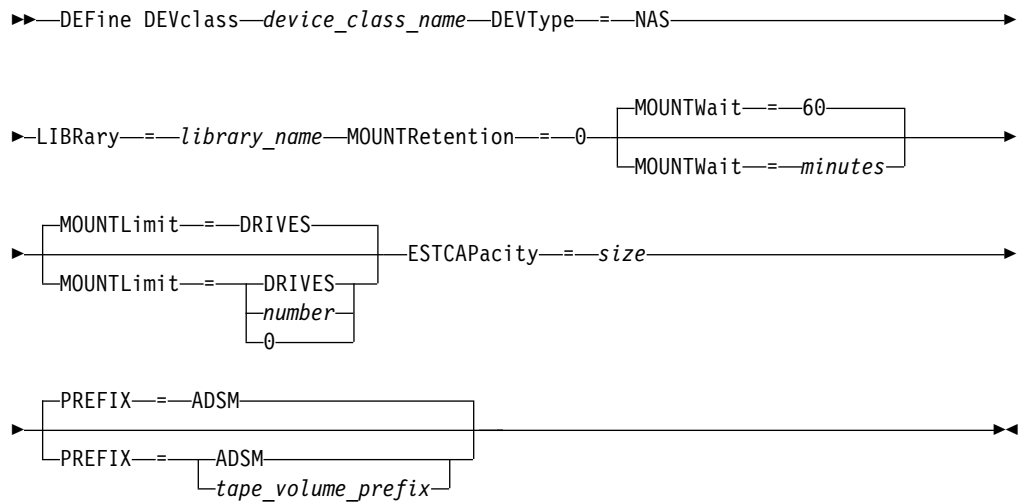 DEFine DEVclass device_class_name DEVType = NAS
MOUNTWait = 60
LIBRary = library_name MOUNTRetention = 0
MOUNTWait = minutes
MOUNTLimit = DRIVES
ESTCAPacity = size
MOUNTLimit = DRIVES
number
0
PREFIX = ADSM
PREFIX = ADSM
tape_volume_prefix